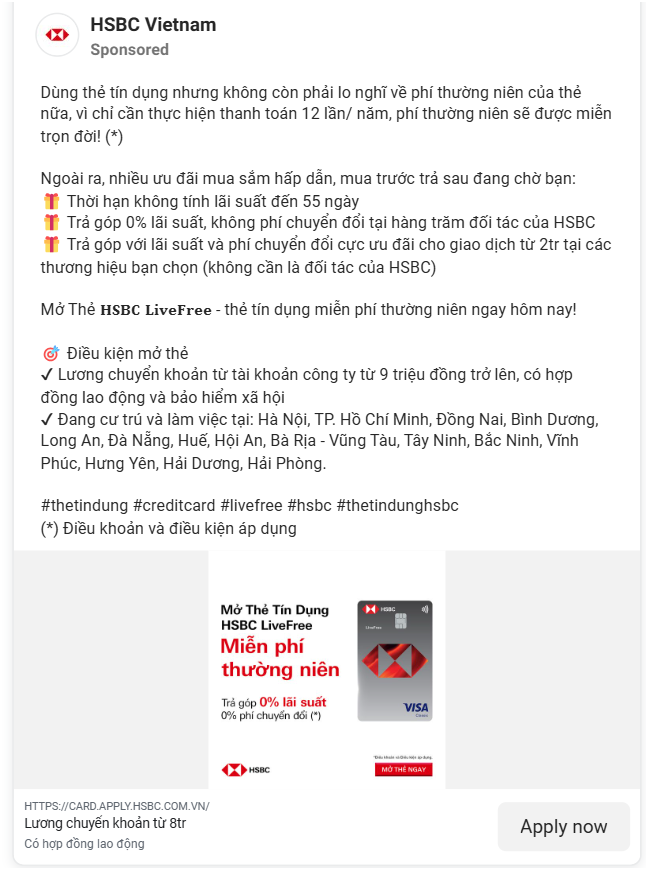 HSBC Vietnam
Sponsored
Dùng thẻ tín dụng nhưng không còn phải lo nghĩ về phí thường niên của thẻ
nữa, vì chỉ cần thực hiện thanh toán 12 lần/ năm, phí thường niên sẽ được miễn
trọn đời! (*)
Ngoài ra, nhiều ưu đãi mua sắm hấp dẫn, mua trước trả sau đang chờ bạn:
🎁 Thời hạn không tính lãi suất đến 55 ngày
🎁 Trả góp 0% lãi suất, không phí chuyển đổi tại hàng trăm đối tác của HSBC
🎁 Trả góp với lãi suất và phí chuyển đổi cực ưu đãi cho giao dịch từ 2tr tại các
thương hiệu bạn chọn (không cần là đối tác của HSBC)
Mở Thẻ HSBC LiveFree - thẻ tín dụng miễn phí thường niên ngay hôm nay!
🎯 Điều kiện mở thẻ
✔ Lương chuyển khoản từ tài khoản công ty từ 9 triệu đồng trở lên, có hợp
đồng lao động và bảo hiểm xã hội
✔ Đang cư trú và làm việc tại: Hà Nội, TP. Hồ Chí Minh, Đồng Nai, Bình Dương,
Long An, Đà Nẵng, Huế, Hội An, Bà Rịa - Vũng Tàu, Tây Ninh, Bắc Ninh, Vĩnh
Phúc, Hưng Yên, Hải Dương, Hải Phòng.
#thetindung #creditcard #livefree #hsbc #thetindunghsbc
(*) Điều khoản và điều kiện áp dụng
Mở Thẻ Tín Dụng
HSBC LiveFree
Miễn phí
thường niên
Trả góp 0% lãi suất
0% phí chuyển đổi (*)
HSBC
HSBC
LiveFree
VISA
*Điều khoản và Điều kiện áp dụng.
MỞ THẺ NGAY
HTTPS://CARD.APPLY.HSBC.COM.VN/
Lương chuyển khoản từ 8tr
Có hợp đồng lao động
Apply now